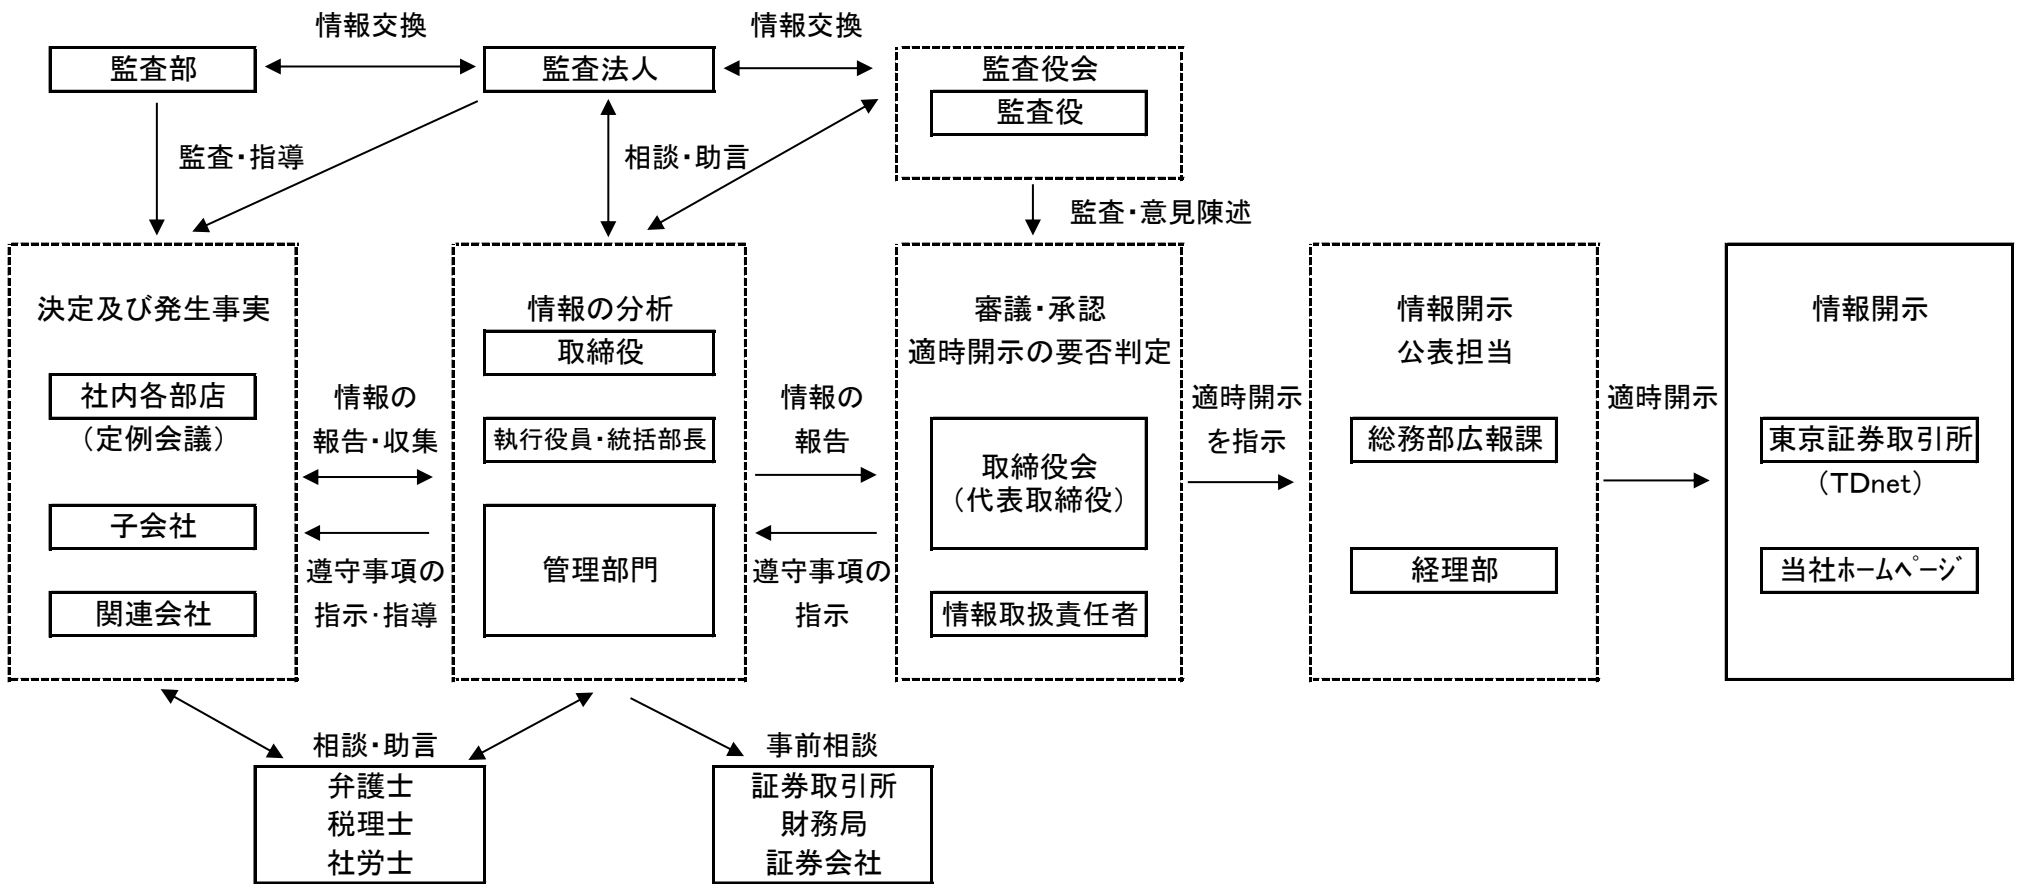 情報交換
情報交換
監査部
監査法人
監査役会
監査役
監査・指導
相談・助言
監査・意見陳述
決定及び発生事実
社内各部店
（定例会議）
子会社
関連会社
情報の
報告・収集
遵守事項の
指示・指導
情報の分析
取締役
執行役員・統括部長
管理部門
情報の
報告
遵守事項の
指示
審議・承認
適時開示の要否判定
取締役会
（代表取締役）
情報取扱責任者
適時開示
を指示
情報開示
公表担当
総務部広報課
経理部
適時開示
情報開示
東京証券取引所
（TDnet）
当社ﾎｰﾑﾍﾟｰｼﾞ
相談・助言
弁護士
税理士
社労士
事前相談
証券取引所
財務局
証券会社